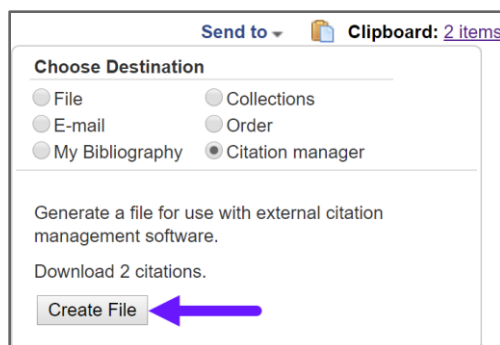 Send to Clipboard: 2 items
Choose Destination
File Collections
E-mail Order
My Bibliography Citation manager
Generate a file for use with external citation
management software.
Download 2 citations.
Create File